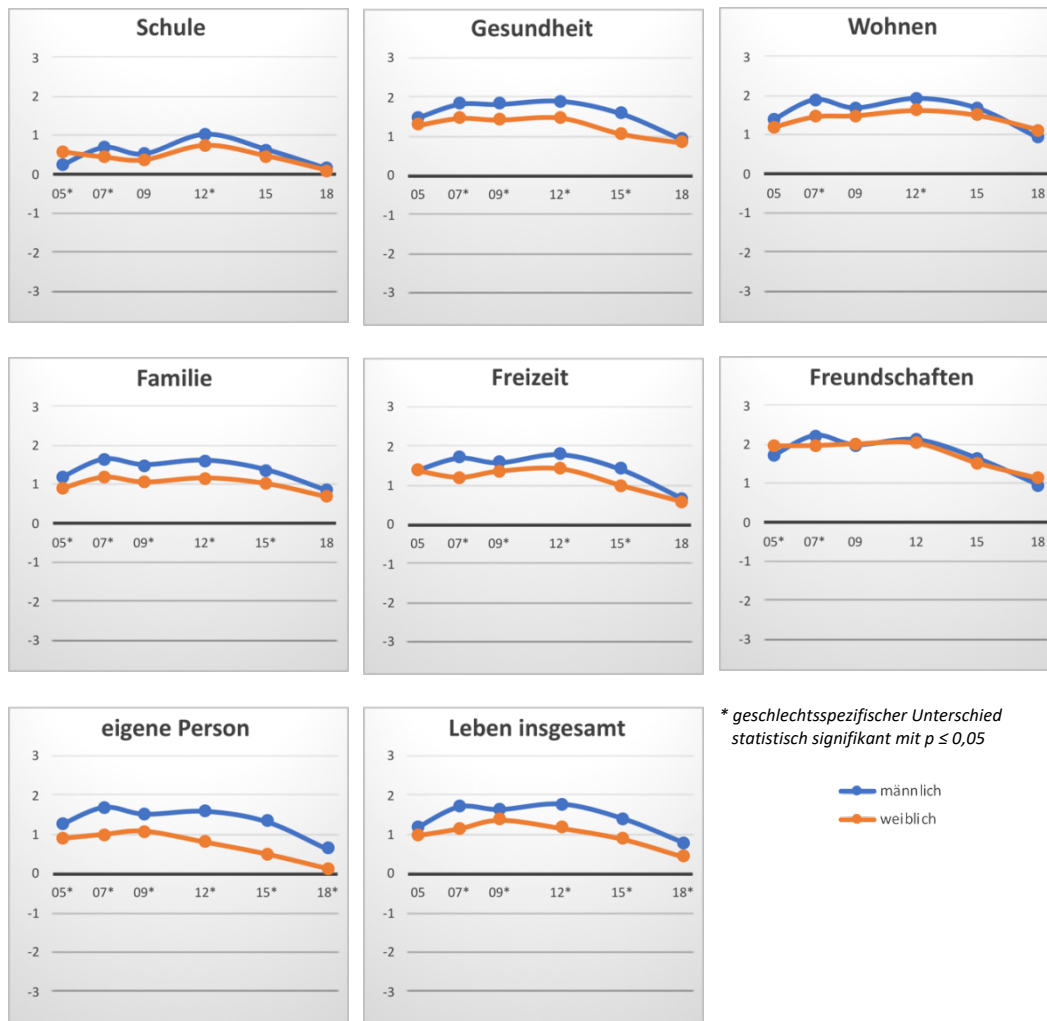 Schule
3
2
1
0
05* 07* 09 12* 15 18
-1
-2
-3
Gesundheit
3
2
1
0
05 07* 09* 12* 15* 18
-1
-2
-3
Wohnen
3
2
1
0
05 07* 09 12* 15 18
-1
-2
-3
Familie
3
2
1
0
05* 07* 09* 12* 15* 18
-1
-2
-3
Freizeit
3
2
1
0
05 07* 09* 12* 15* 18
-1
-2
-3
Freundschaften
3
2
1
0
05* 07* 09 12 15 18
-1
-2
-3
eigene Person
3
2
1
0
05* 07* 09* 12* 15* 18*
-1
-2
-3
Leben insgesamt
3
2
1
0
05 07* 09* 12* 15* 18*
-1
-2
-3
* geschlechtsspezifischer Unterschied
statistisch signifikant mit p ≤ 0,05
männlich
weiblich